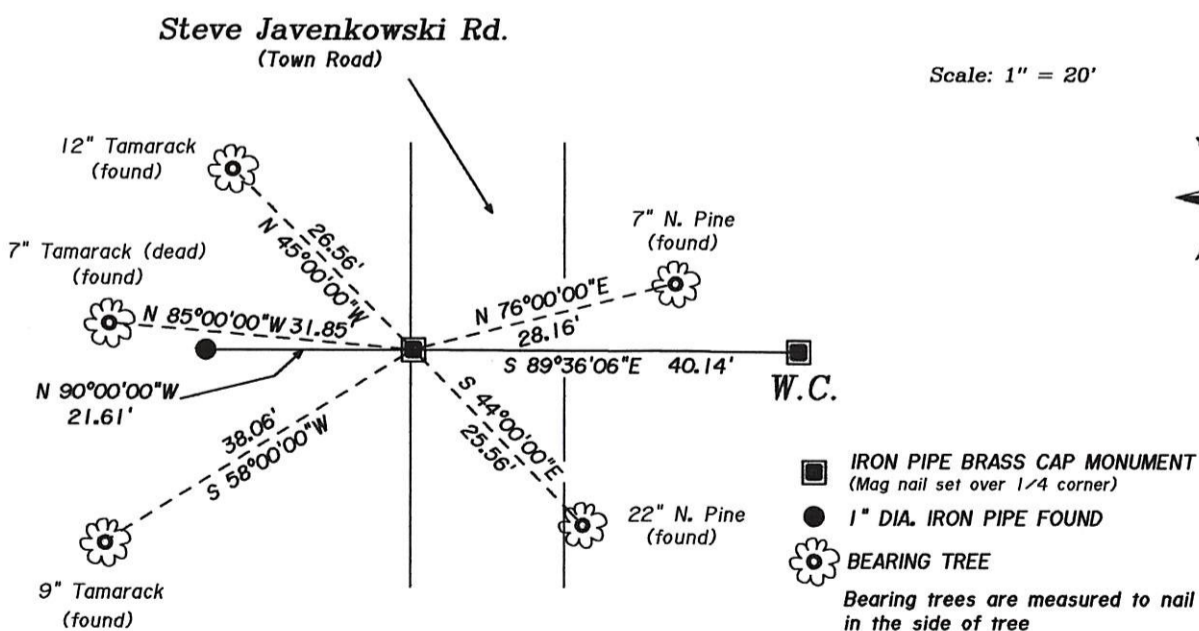 Steve Javenkowski Rd.
(Town Road)
Scale: 1" = 20'
12" Tamarack
(found)
26.56'
N 45°00'00"W
7" Tamarack (dead)
(found)
N 85°00'00"W 31.85'
7" N. Pine
(found)
N 76°00'00"E
28.16'
S 89°36'06"E 40.14'
W.C.
N 90°00'00"W
21.61'
38.06'
S 58°00'00"W
S 44°00'00"E
25.56'
9" Tamarack
(found)
22" N. Pine
(found)
IRON PIPE BRASS CAP MONUMENT
(Mag nail set over 1/4 corner)
1" DIA. IRON PIPE FOUND
BEARING TREE
Bearing trees are measured to nail
in the side of tree